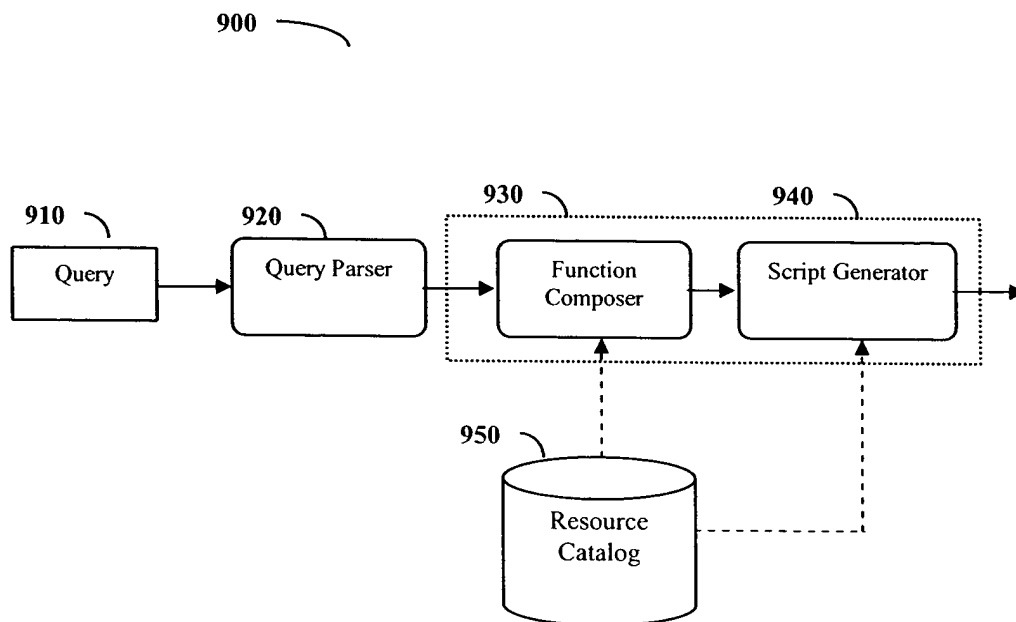 900
910
920
930
940
Query
Query Parser
Function
Composer
Script Generator
950
Resource
Catalog